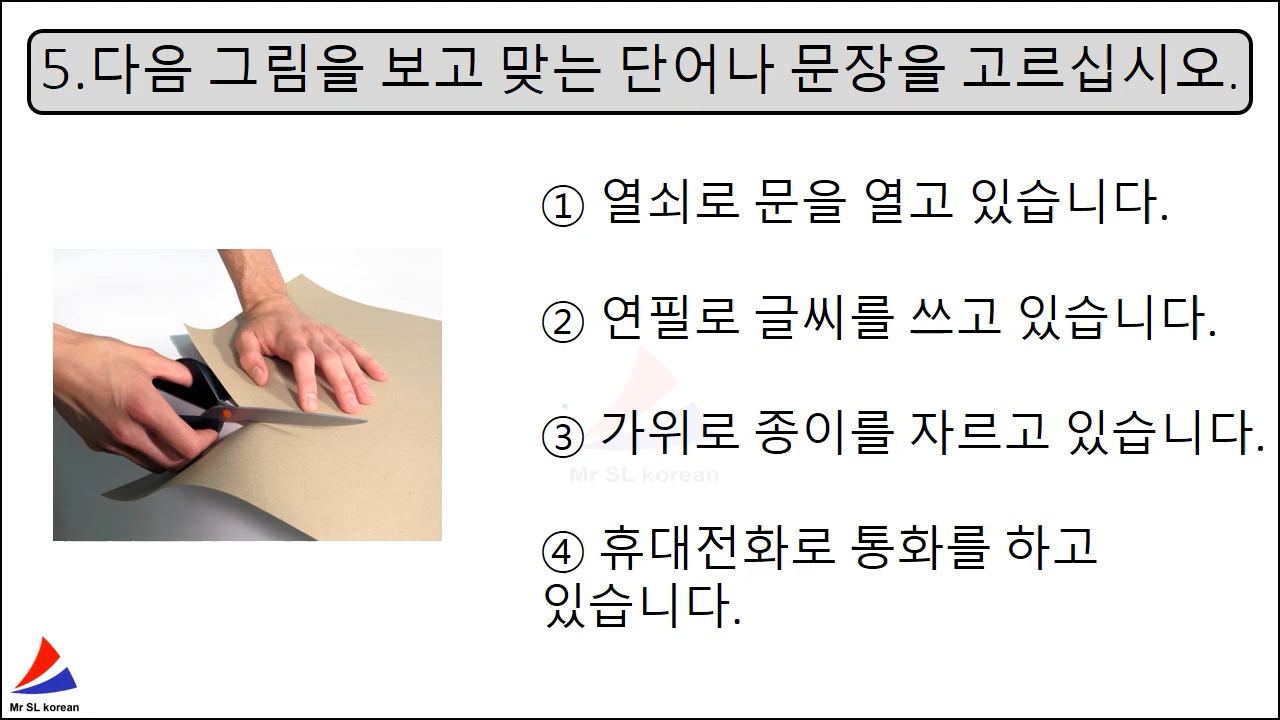 5.다음 그림을 보고 맞는 단어나 문장을 고르십시오.
① 열쇠로 문을 열고 있습니다.
② 연필로 글씨를 쓰고 있습니다.
③ 가위로 종이를 자르고 있습니다.
Mr SL korean
④ 휴대전화로 통화를 하고
있습니다.
Mr SL korean